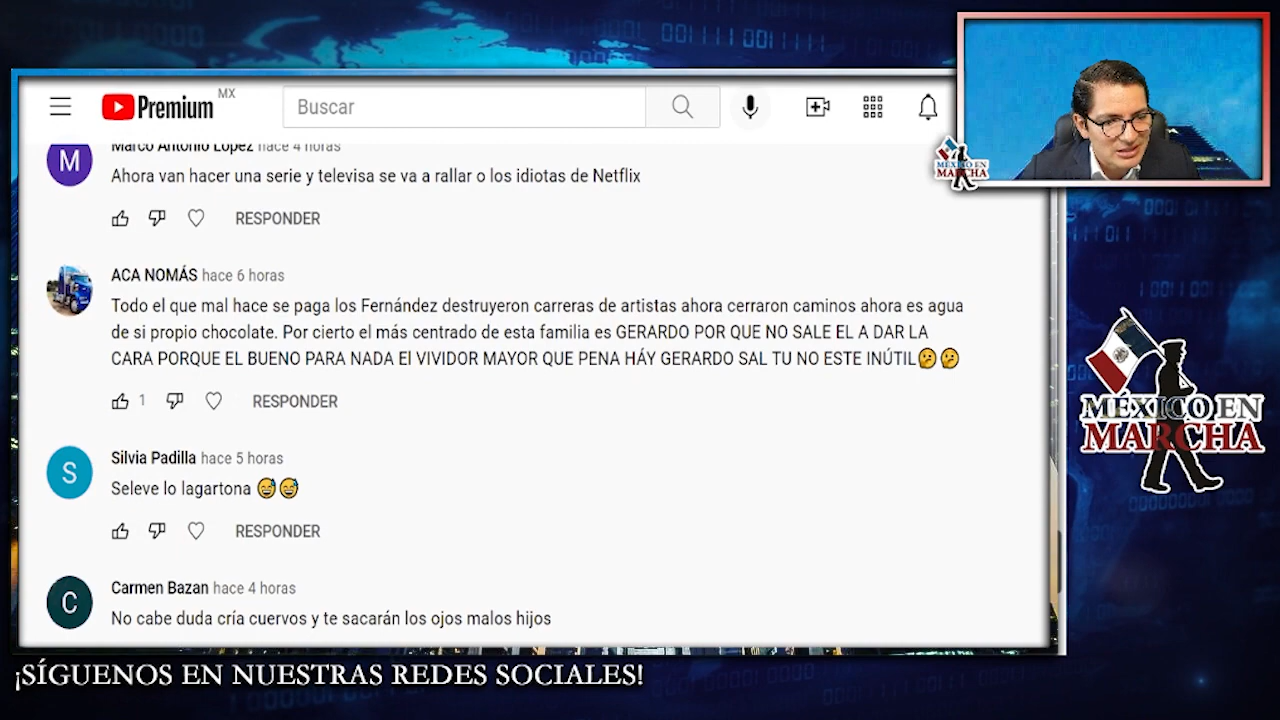 Premium MX
Buscar
Marco Antonio López hace 4 horas
Ahora van hacer una serie y televisa se va a rallar o los idiotas de Netflix
RESPONDER
ACA NOMÁS hace 6 horas
Todo el que mal hace se paga los Fernández destruyeron carreras de artistas ahora cerraron caminos ahora es agua
de si propio chocolate. Por cierto el más centrado de esta familia es GERARDO POR QUE NO SALE EL A DAR LA
CARA PORQUE EL BUENO PARA NADA El VIVIDOR MAYOR QUE PENA HÁY GERARDO SAL TU NO ESTE INÚTIL🤔🤔
1 RESPONDER
Silvia Padilla hace 5 horas
Seleve lo lagartona 😅😅
RESPONDER
Carmen Bazan hace 4 horas
No cabe duda cría cuervos y te sacarán los ojos malos hijos
MÉXICO EN
MARCHA
MÉXICO EN
MARCHA
¡SÍGUENOS EN NUESTRAS REDES SOCIALES!